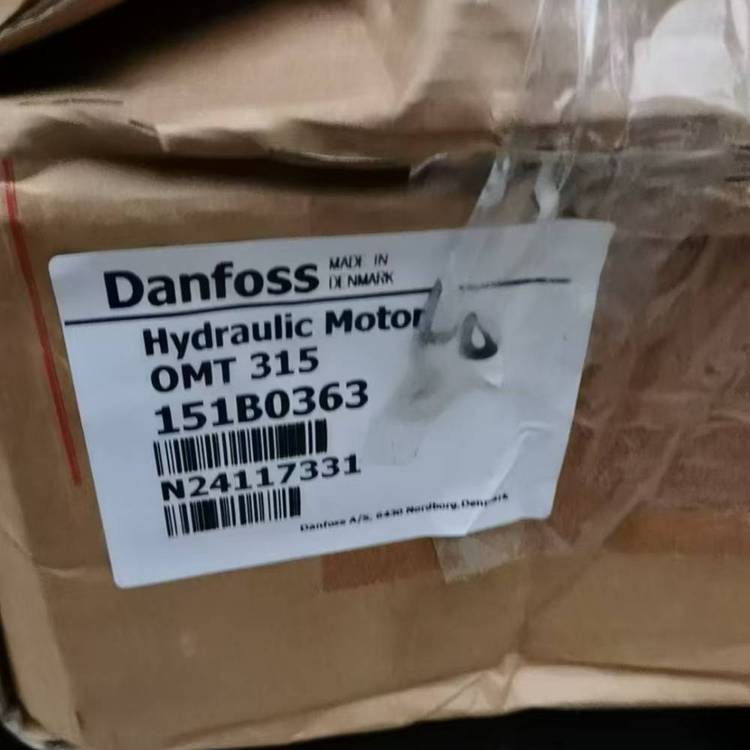 Danfoss MADE IN
DENMARK
Hydraulic Motor
OMT 315
151B0363
N24117331
Danfoss A/S, 6430 Nordborg, Denmark